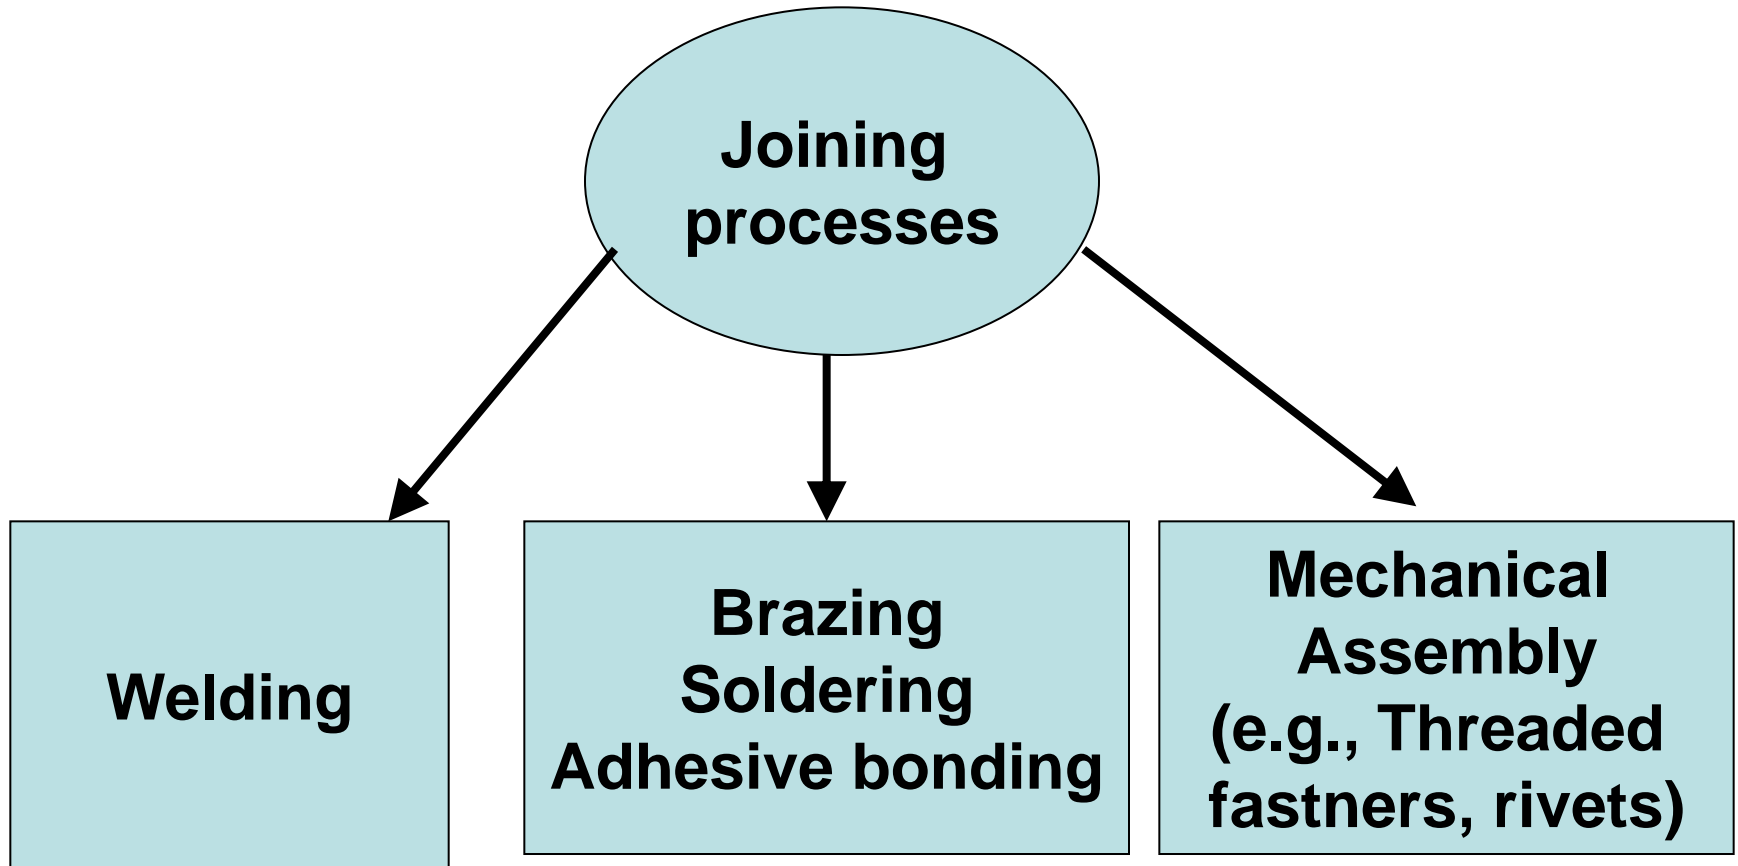 Joining
processes
Welding
Brazing
Soldering
Adhesive bonding
Mechanical
Assembly
(e.g., Threaded
fastners, rivets)